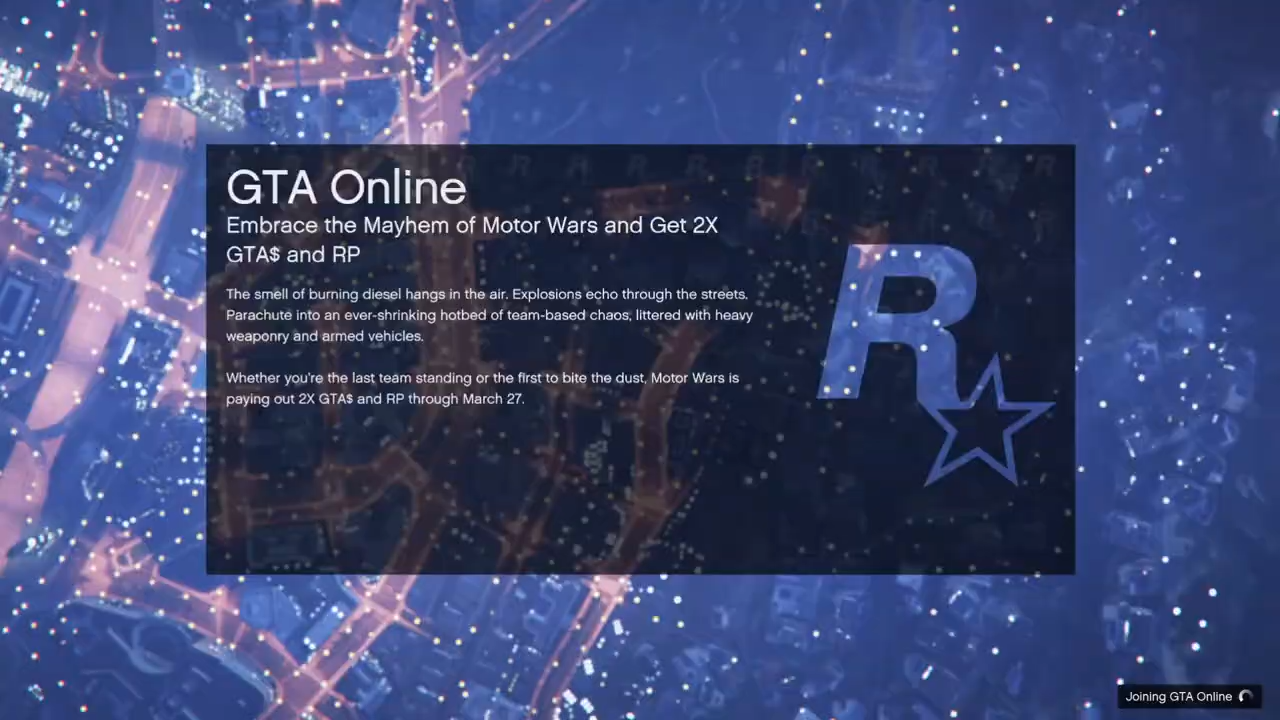 GTA Online
Embrace the Mayhem of Motor Wars and Get 2X
GTA$ and RP
The smell of burning diesel hangs in the air. Explosions echo through the streets.
Parachute into an ever-shrinking hotbed of team-based chaos, littered with heavy
weaponry and armed vehicles.
Whether you're the last team standing or the first to bite the dust, Motor Wars is
paying out 2X GTA$ and RP through March 27.
R
Joining GTA Online